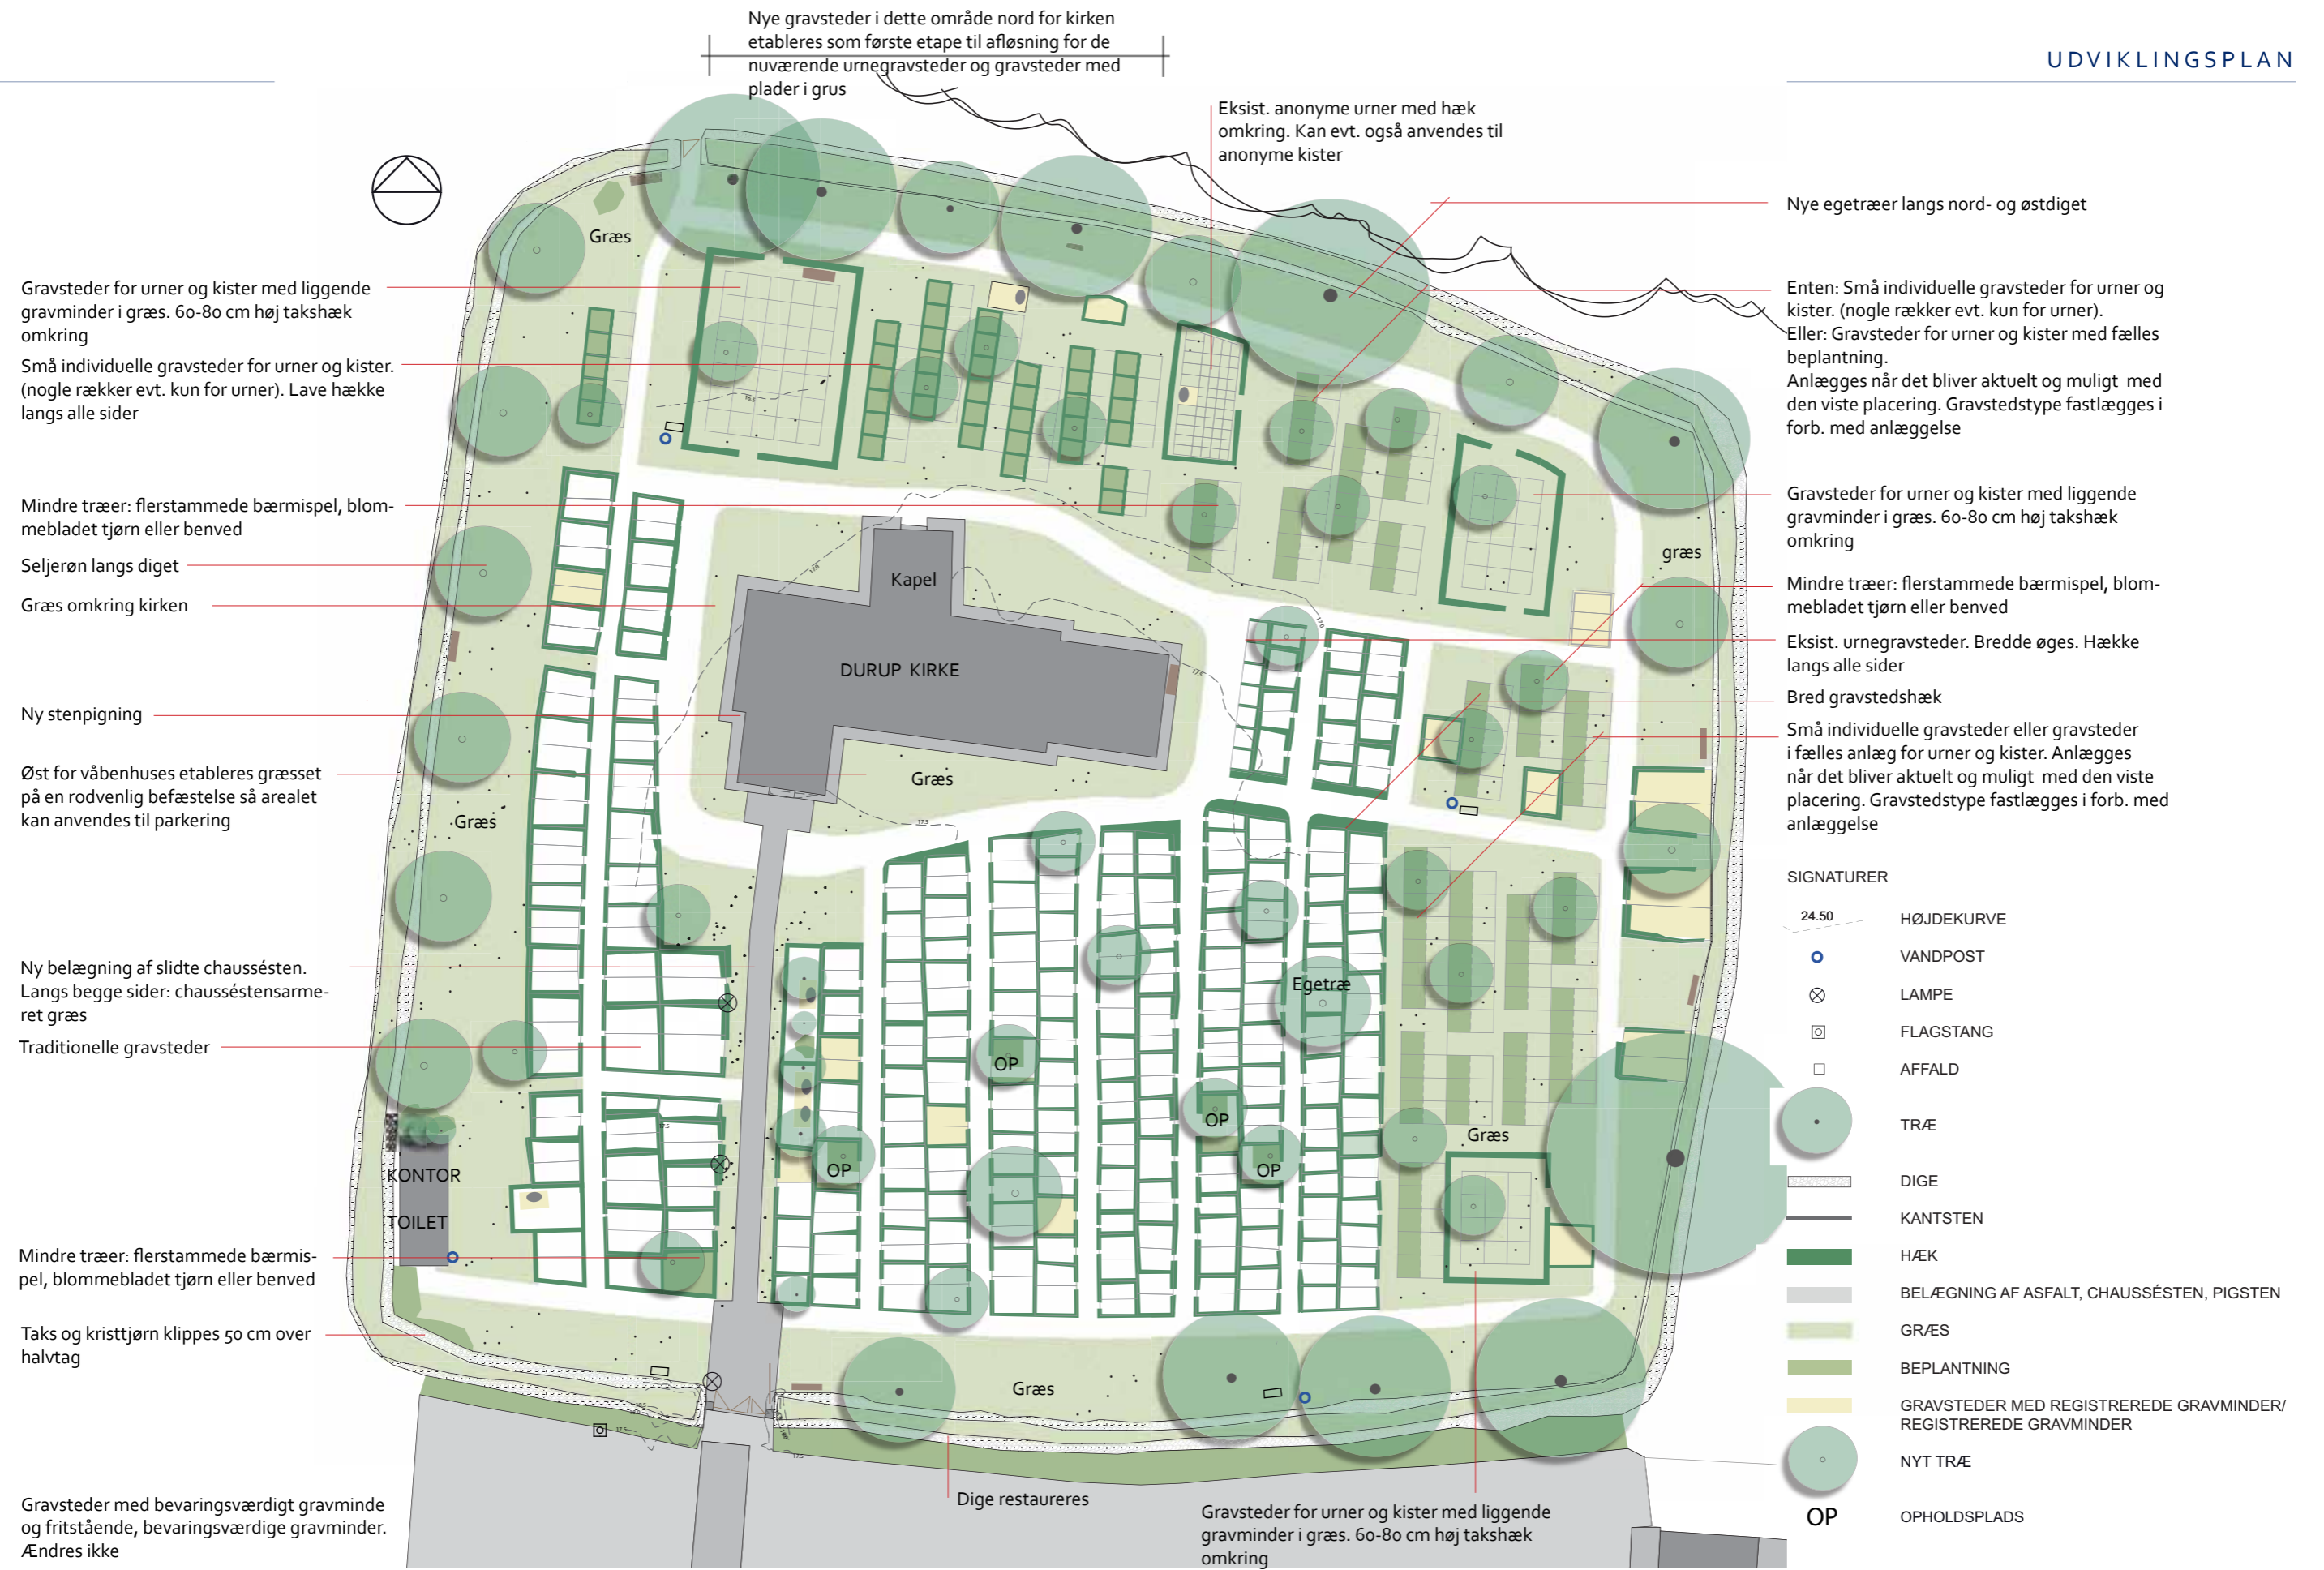 UDVIKLINGSPLAN
Nye gravsteder i dette område nord for kirken
etableres som første etape til afløsning for de
nuværende urnegravsteder og gravsteder med
plader i grus
Eksist. anonyme urner med hæk
omkring. Kan evt. også anvendes til
anonyme kister
Gravsteder for urner og kister med liggende
gravminder i græs. 60-80 cm høj takshæk
omkring
Små individuelle gravsteder for urner og kister.
(nogle rækker evt. kun for urner). Lave hække
langs alle sider
Mindre træer: flerstammede bærmispel, blom-
mebladet tjørn eller benved
Seljerøn langs diget
Græs omkring kirken
Ny stenpigning
Øst for våbenhuses etableres græsset
på en rodvenlig befæstelse så arealet
kan anvendes til parkering
Ny belægning af slidte chaussésten.
Langs begge sider: chausséstensarme-
ret græs
Traditionelle gravsteder
Mindre træer: flerstammede bærmis-
pel, blommebladet tjørn eller benved
Taks og kristtjørn klippes 50 cm over
halvtag
Gravsteder med bevaringsværdigt gravminde
og fritstående, bevaringsværdige gravminder.
Ændres ikke
Græs
16.5
17.0
Kapel
DURUP KIRKE
17.0
17.5
græs
Græs
Græs
17.5
Egetræ
OP
OP
OP
OP
17.5
Græs
KONTOR
TOILET
Græs
17.5
17.5
Dige restaureres
Gravsteder for urner og kister med liggende
gravminder i græs. 60-80 cm høj takshæk
omkring
Nye egetræer langs nord- og østdiget
Enten: Små individuelle gravsteder for urner og
kister. (nogle rækker evt. kun for urner).
Eller: Gravsteder for urner og kister med fælles
beplantning.
Anlægges når det bliver aktuelt og muligt med
den viste placering. Gravstedstype fastlægges i
forb. med anlæggelse
Gravsteder for urner og kister med liggende
gravminder i græs. 60-80 cm høj takshæk
omkring
Mindre træer: flerstammede bærmispel, blom-
mebladet tjørn eller benved
Eksist. urnegravsteder. Bredde øges. Hække
langs alle sider
Bred gravstedshæk
Små individuelle gravsteder eller gravsteder
i fælles anlæg for urner og kister. Anlægges
når det bliver aktuelt og muligt med den viste
placering. Gravstedstype fastlægges i forb. med
anlæggelse
SIGNATURER
24.50 HØJDEKURVE
VANDPOST
LAMPE
FLAGSTANG
AFFALD
TRÆ
DIGE
KANTSTEN
HÆK
BELÆGNING AF ASFALT, CHAUSSÉSTEN, PIGSTEN
GRÆS
BEPLANTNING
GRAVSTEDER MED REGISTREREDE GRAVMINDER/
REGISTREREDE GRAVMINDER
NYT TRÆ
OP OPHOLDSPLADS